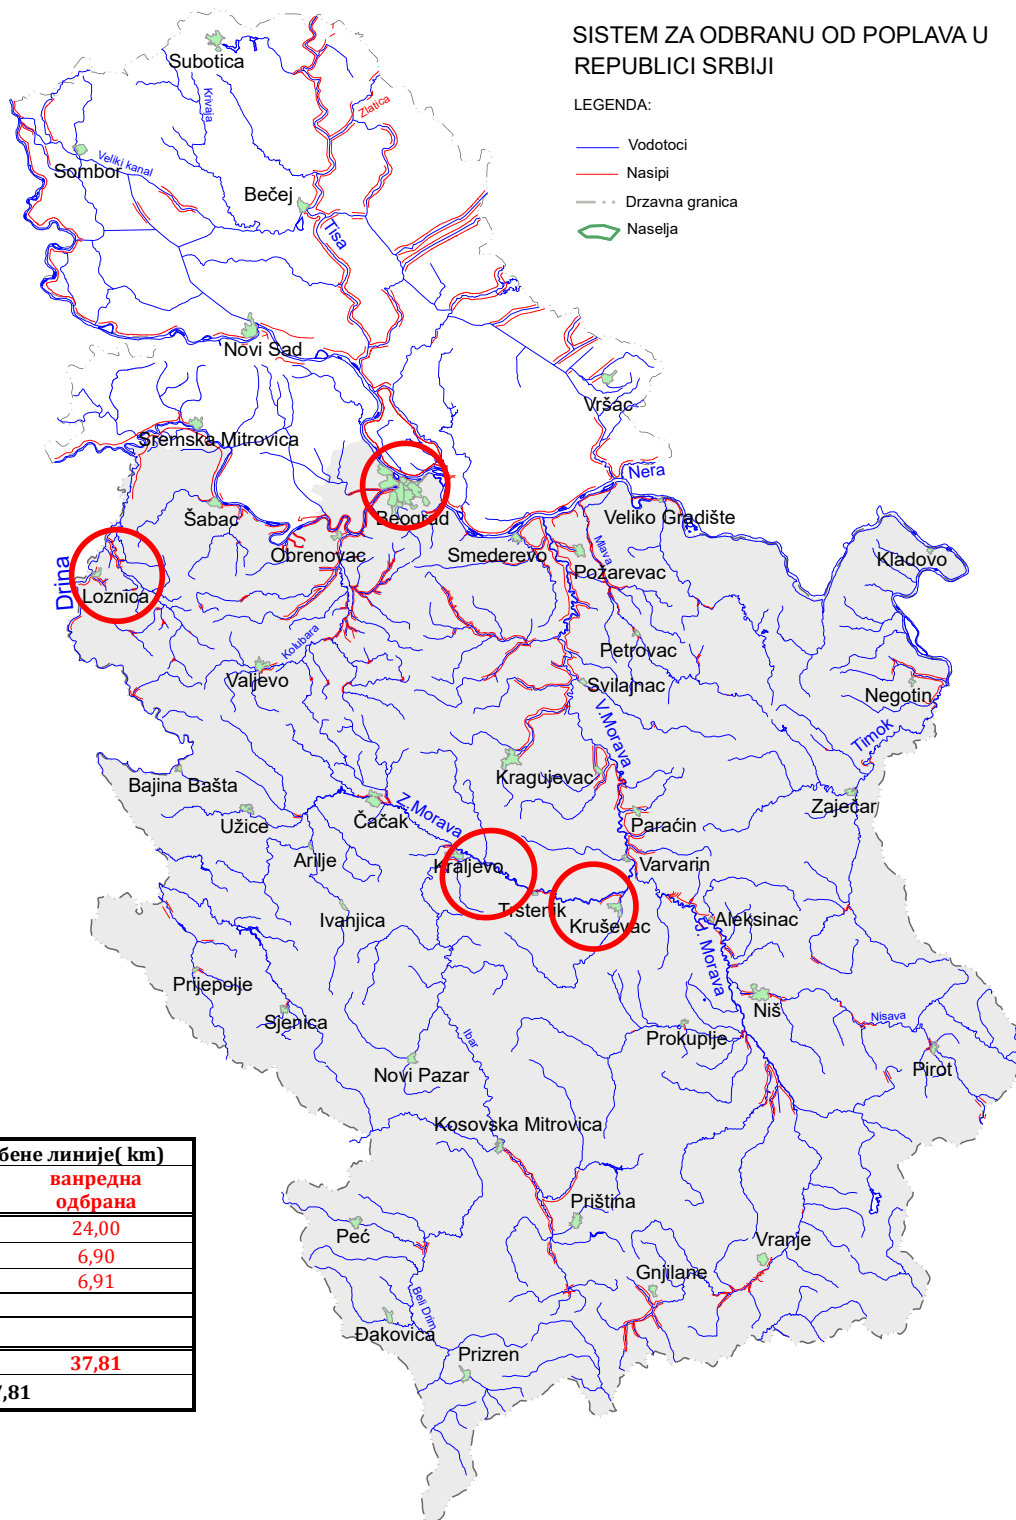 SISTEM ZA ODBRANU OD POPLAVA U
REPUBLICI SRBIJI
LEGENDA:
Vodotoci
Nasipi
Drzavna granica
Naselja
Subotica
Krivaja
Zlatica
Sombor
Veliki kanal
Bečej
Tisa
Novi Sad
Vršac
Sremska Mitrovica
Nera
Šabac
Beograd
Veliko Gradište
Obrenovac
Smederevo
Mlava
Požarevac
Kladovo
Drina
Loznica
Kolubara
Petrovac
Valjevo
Svilajnac
Negotin
V.Morava
Timok
Bajina Bašta
Kragujevac
Zaječar
Užice
Čačak
Z.Morava
Paraćin
Arilje
Kraljevo
Varvarin
Ivanjica
Trstenik
Kruševac
Aleksinac
J. Morava
Prijepolje
Sjenica
Niš
Nisava
Ibar
Prokuplje
Novi Pazar
Pirot
Kosovska Mitrovica
Priština
Peć
Vranje
Gnjilane
Beli Drim
Đakovica
Prizren
бене линије( km)
ванредна
одбрана
24,00
6,90
6,91
37,81
7,81